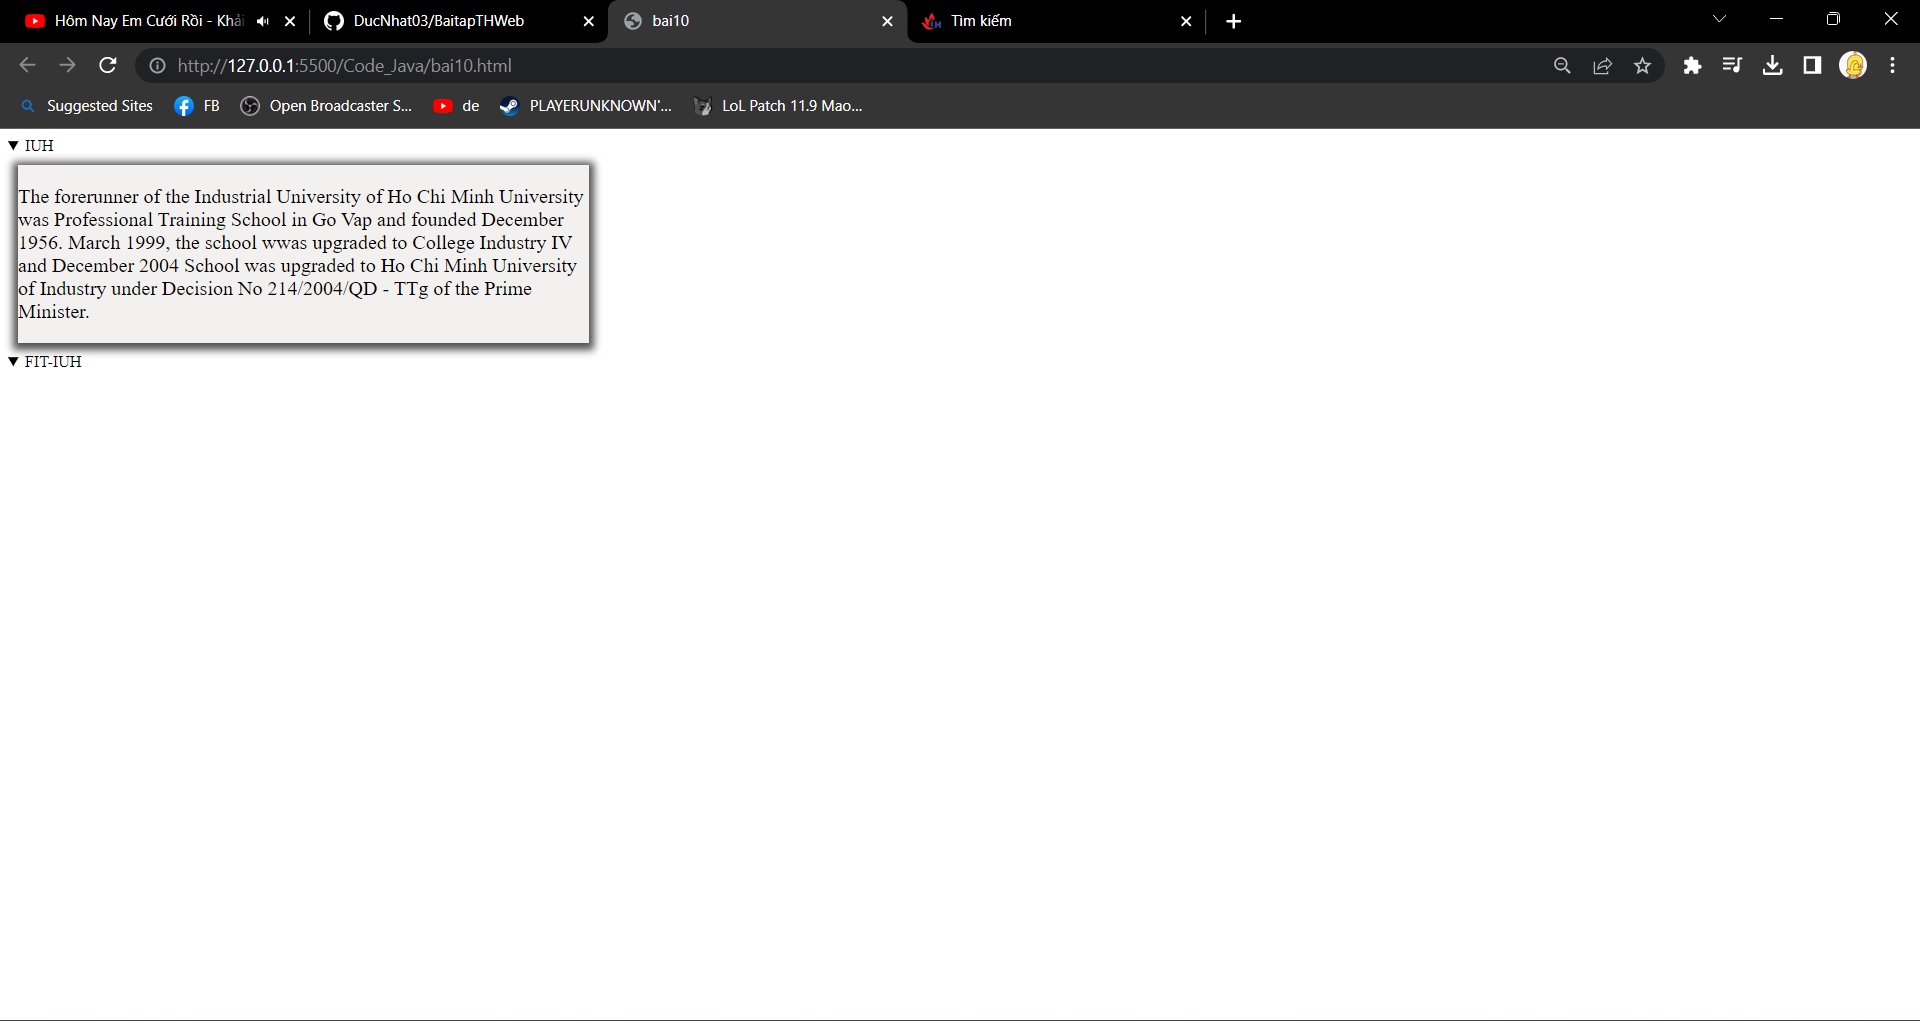 Hôm Nay Em Cưới Rồi - Khải
DucNhat03/BaitapTHWeb
bai10
Tìm kiếm
http://127.0.0.1:5500/Code_Java/bai10.html
Suggested Sites
FB
Open Broadcaster S...
de
PLAYERUNKNOWN'...
LoL Patch 11.9 Mao...
▼ IUH
The forerunner of the Industrial University of Ho Chi Minh University
was Professional Training School in Go Vap and founded December
1956. March 1999, the school wwas upgraded to College Industry IV
and December 2004 School was upgraded to Ho Chi Minh University
of Industry under Decision No 214/2004/QD - TTg of the Prime
Minister.
▼ FIT-IUH